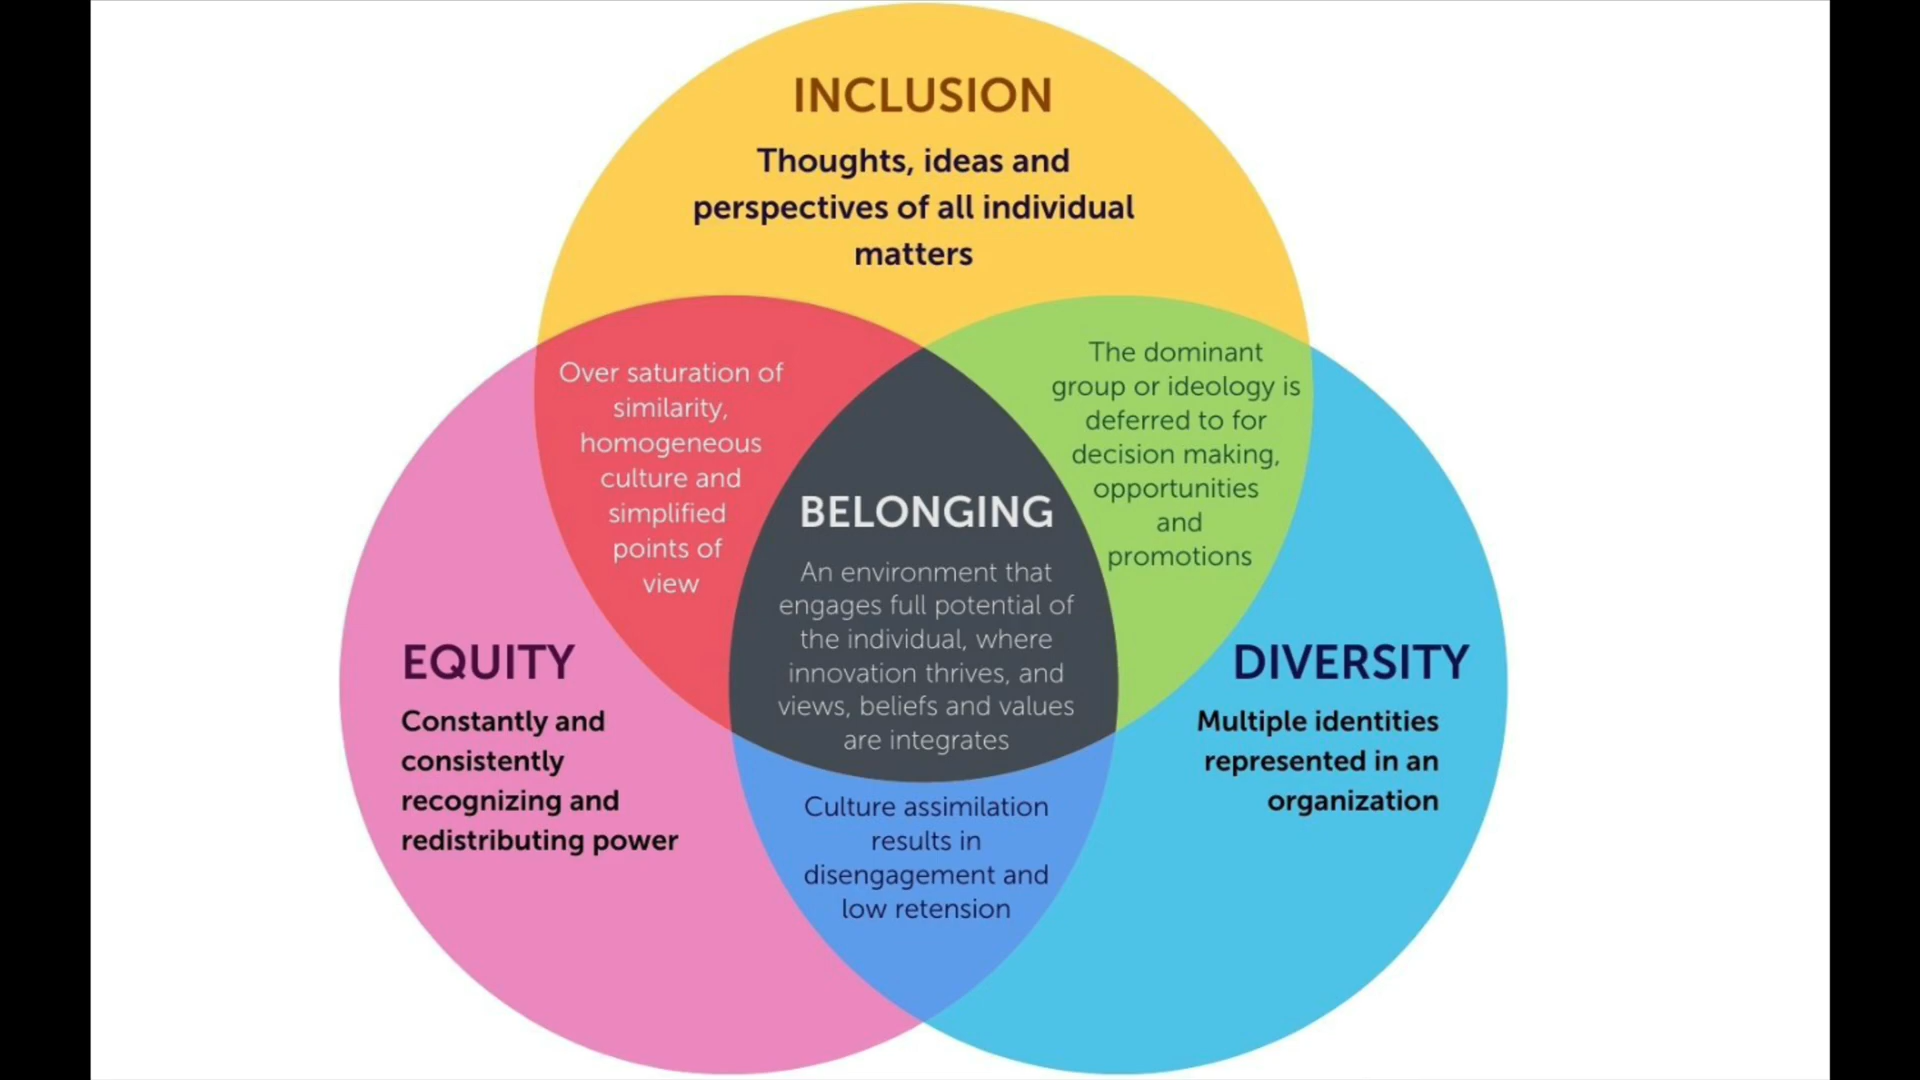 INCLUSION
Thoughts, ideas and
perspectives of all individual
matters
Over saturation of
similarity,
homogeneous
culture and
simplified
points of
view
The dominant
group or ideology is
deferred to for
decision making,
opportunities
and
promotions
BELONGING
An environment that
engages full potential of
the individual, where
innovation thrives, and
views, beliefs and values
are integrates
EQUITY
Constantly and
consistently
recognizing and
redistributing power
DIVERSITY
Multiple identities
represented in an
organization
Culture assimilation
results in
disengagement and
low retension